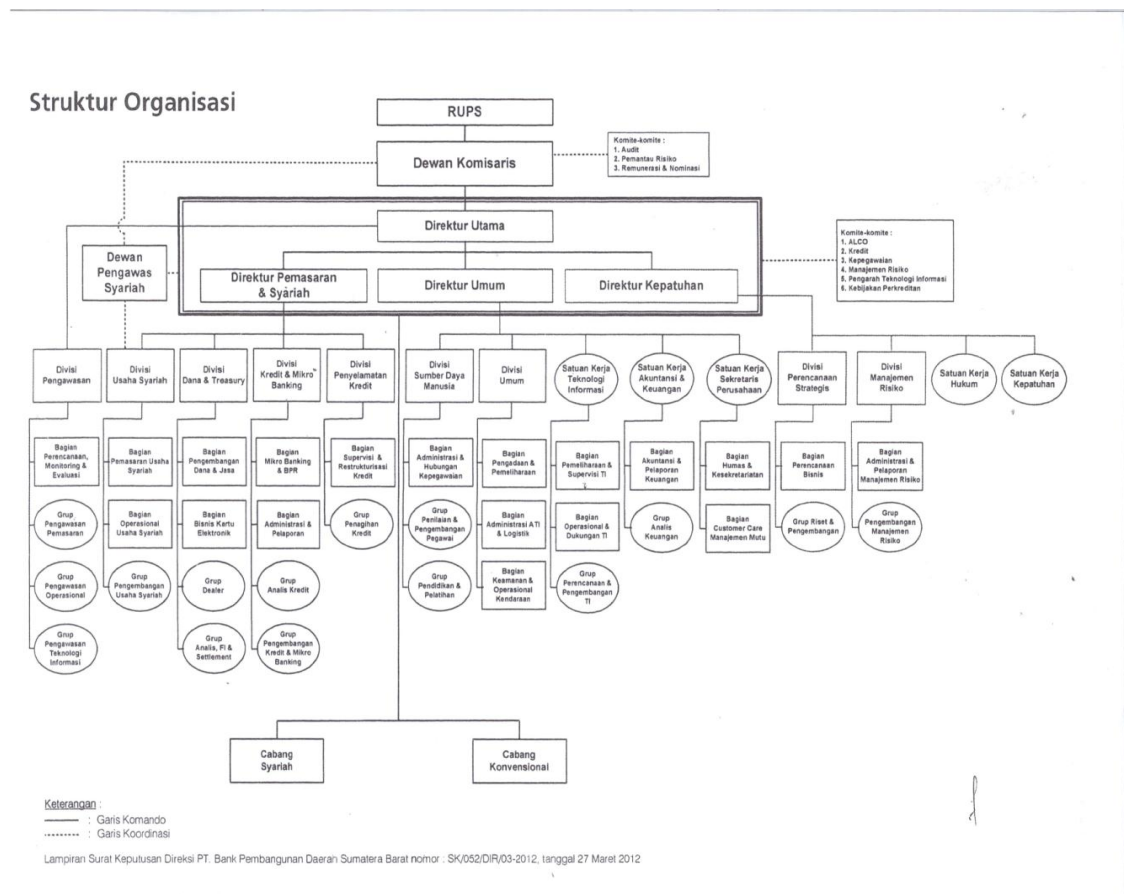 Struktur Organisasi
RUPS
Dewan Komisaris
Komite-komite :
1. Audit
2. Pemantau Risiko
3. Remunerasi & Nominasi
Direktur Utama
Komite-komite :
1. ALCO
2. Kredit
3. Kepegawaian
4. Manajemen Risiko
5. Pengarah Teknologi Informasi
6. Kebijakan Perkreditan
Dewan
Pengawas
Syariah
Direktur Pemasaran
& Syariah
Direktur Umum
Direktur Kepatuhan
Divisi
Pengawasan
Divisi
Usaha Syariah
Divisi
Dana & Treasury
Divisi
Kredit & Mikro
Banking
Divisi
Penyelamatan
Kredit
Divisi
Sumber Daya
Manusia
Divisi
Umum
Satuan Kerja
Teknologi
Informasi
Satuan Kerja
Akuntansi &
Keuangan
Satuan Kerja
Sekretaris
Perusahaan
Divisi
Perencanaan
Strategis
Divisi
Manajemen
Risiko
Satuan Kerja
Hukum
Satuan Kerja
Kepatuhan
Bagian
Perencanaan,
Monitoring &
Evaluasi
Bagian
Pemasaran Usaha
Syariah
Bagian
Pengembangan
Dana & Jasa
Bagian
Mikro Banking
& BPR
Bagian
Supervisi &
Restrukturisasi
Kredit
Bagian
Administrasi &
Hubungan
Kepegawaian
Bagian
Pengadaan &
Pemeliharaan
Bagian
Pemeliharaan &
Supervisi TI
Bagian
Akuntansi &
Pelaporan
Keuangan
Bagian
Humas &
Kesekretariatan
Bagian
Perencanaan
Bisnis
Bagian
Administrasi &
Pelaporan
Manajemen Risiko
Grup
Pengawasan
Pemasaran
Bagian
Operasional
Usaha Syariah
Bagian
Bisnis Kartu
Elektronik
Bagian
Administrasi &
Pelaporan
Grup
Penagihan
Kredit
Grup
Penilaian &
Pengembangan
Pegawai
Bagian
Administrasi ATI
& Logistik
Bagian
Operasional &
Dukungan TI
Grup
Analis
Keuangan
Bagian
Customer Care
Manajemen Mutu
Grup Riset &
Pengembangan
Grup
Pengembangan
Manajemen
Risiko
Grup
Pengawasan
Operasional
Grup
Pengembangan
Usaha Syariah
Grup
Dealer
Grup
Analis Kredit
Grup
Pendidikan &
Pelatihan
Bagian
Keamanan &
Operasional
Kendaraan
Grup
Perencanaan &
Pengembangan
TI
Grup
Pengawasan
Teknologi
Informasi
Grup
Analis, FI &
Settlement
Grup
Pengembangan
Kredit & Mikro
Banking
Cabang
Syariah
Cabang
Konvensional
Keterangan :
: Garis Komando
: Garis Koordinasi
Lampiran Surat Keputusan Direksi PT. Bank Pembangunan Daerah Sumatera Barat nomor : SK/052/DIR/03-2012, tanggal 27 Maret 2012